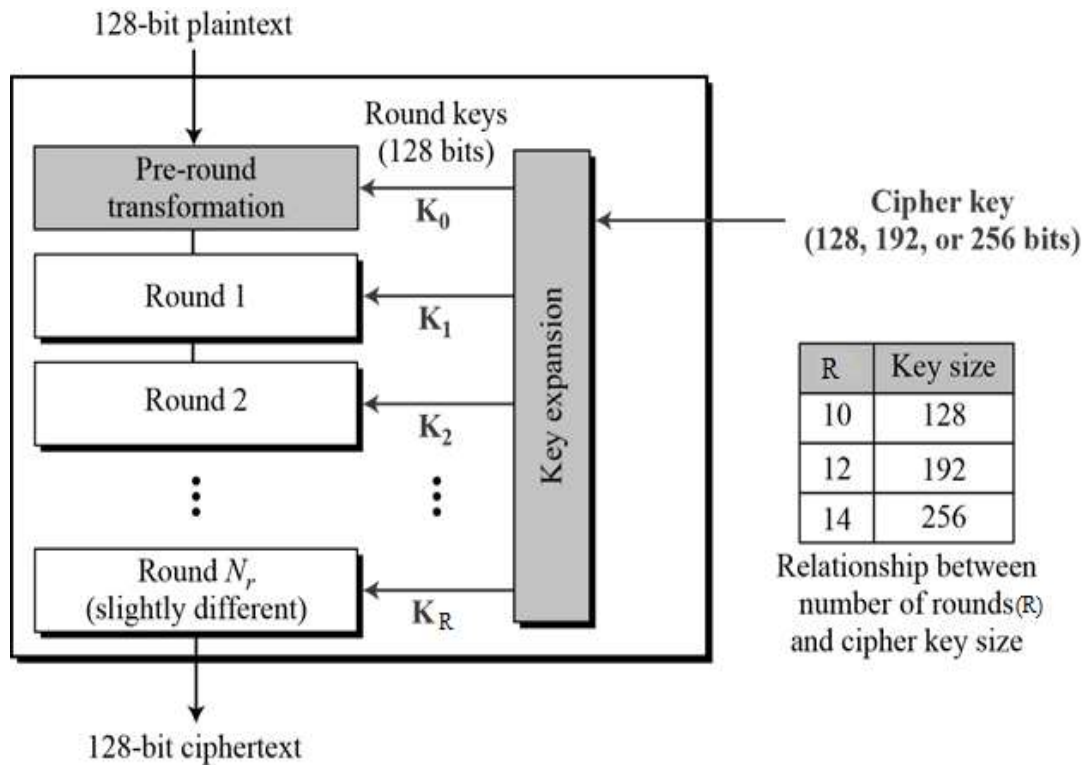 128-bit plaintext
Round keys
(128 bits)
Pre-round
transformation
K0
Cipher key
(128, 192, or 256 bits)
Round 1
K1
Round 2
K2
Key expansion
Round Nr
(slightly different)
KR
128-bit ciphertext
R Key size
10 128
12 192
14 256
Relationship between
number of rounds(R)
and cipher key size